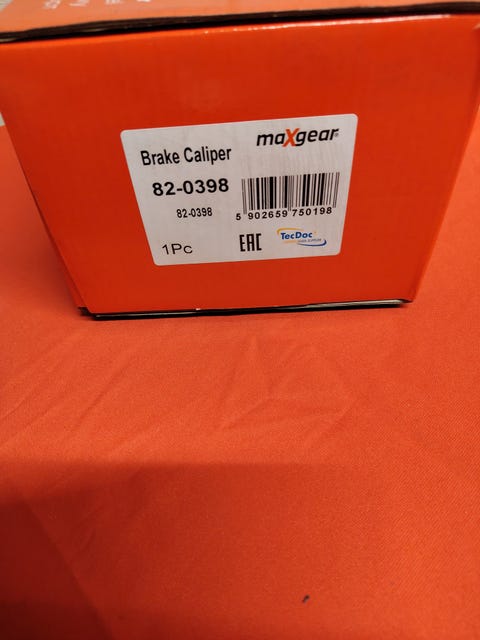 maXgear
Brake Caliper
82-0398
82-0398
5 902659 750198
1Pc
EAC
TecDoc